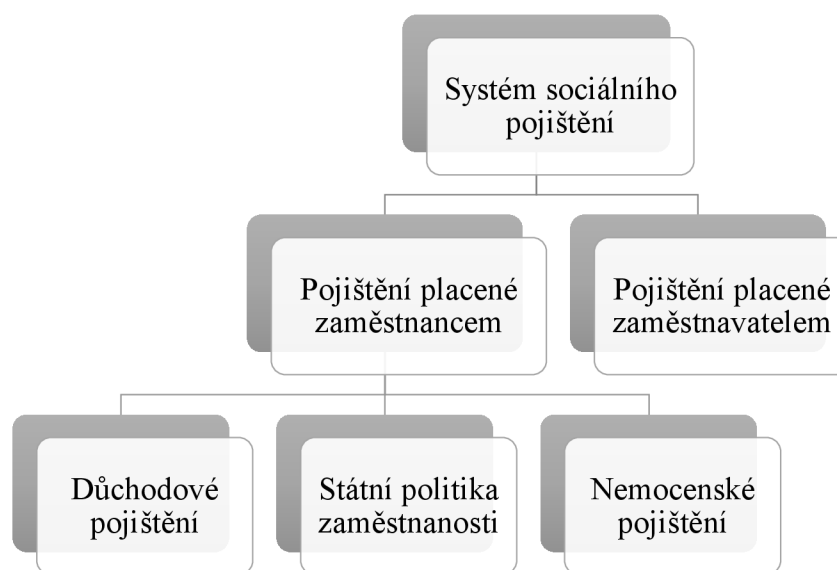 Systém sociálního
pojištění
Pojištění placené
zaměstnancem
Pojištění placené
zaměstnavatelem
Důchodové
pojištění
Státní politika
zaměstnanosti
Nemocenské
pojištění